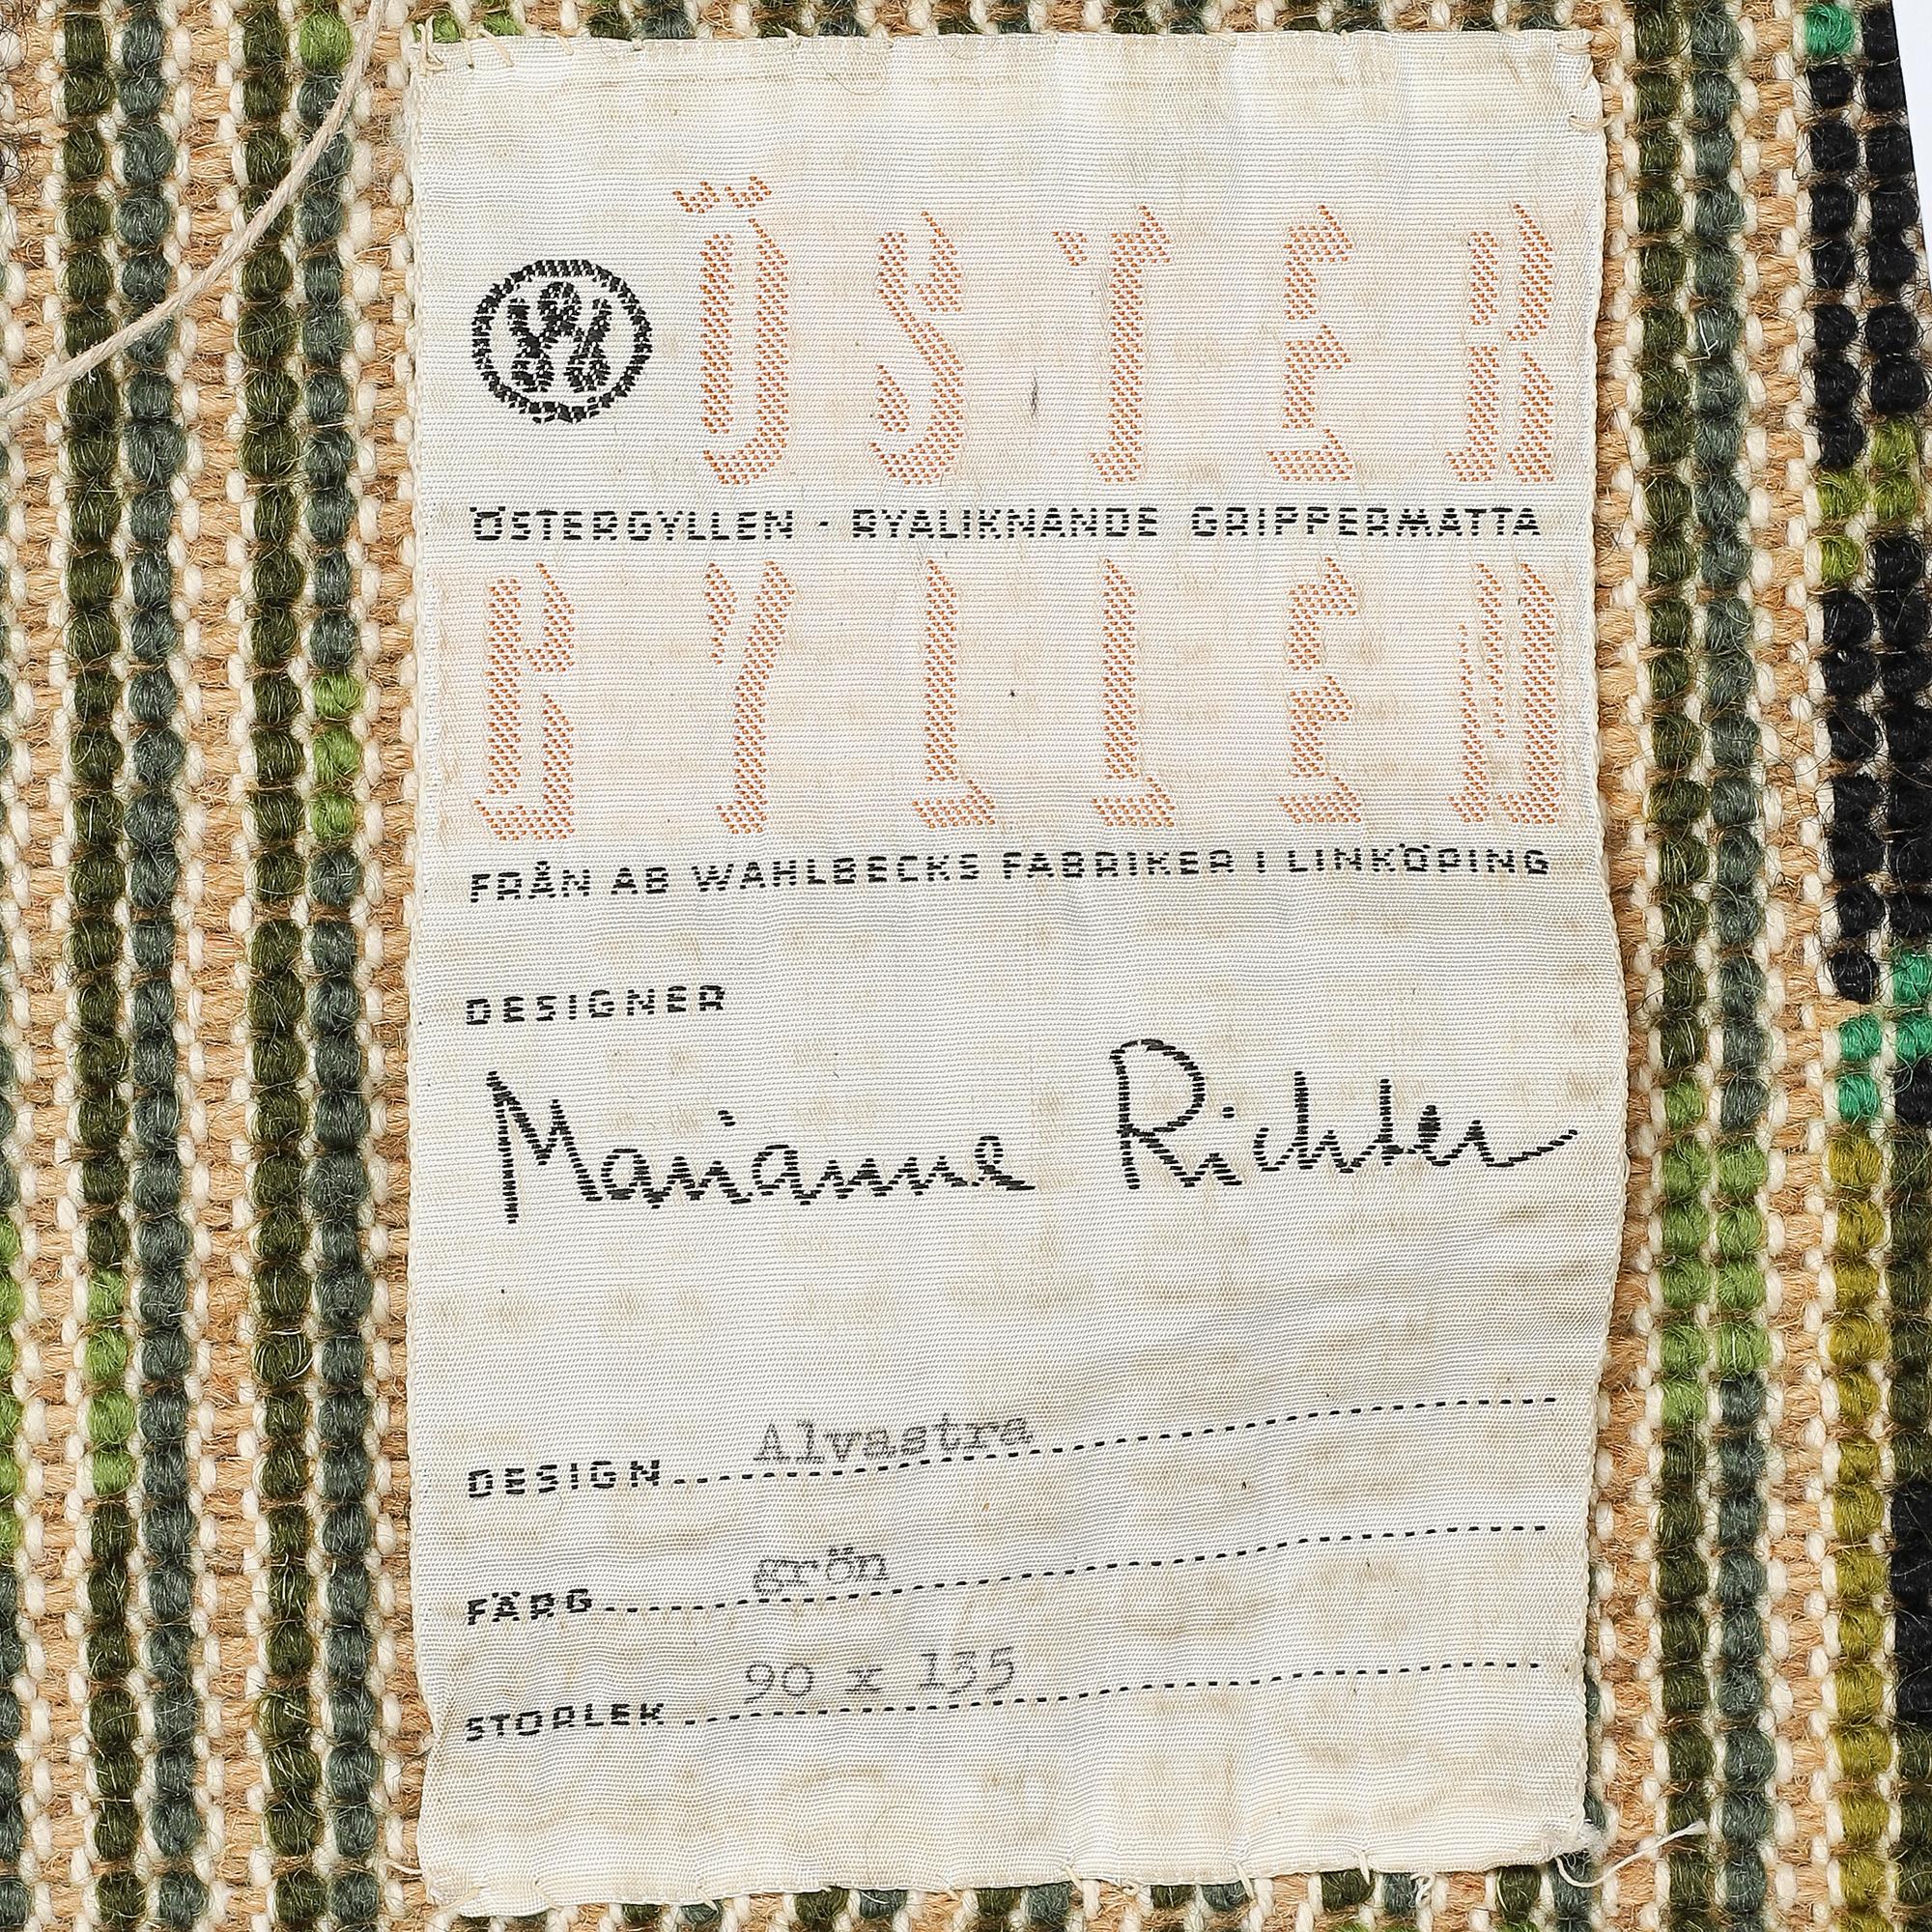 ÖSTER
ÖSTERGYLLEN · RYALIKNANDE GRIPPERMATTA
GYLLEN
FRÅN AB WAHLBECKS FABRIKER I LINKÖPING
DESIGNER
Marianne Richter
DESIGN Alvastra
FÄRG grön
STORLEK 90 x 135